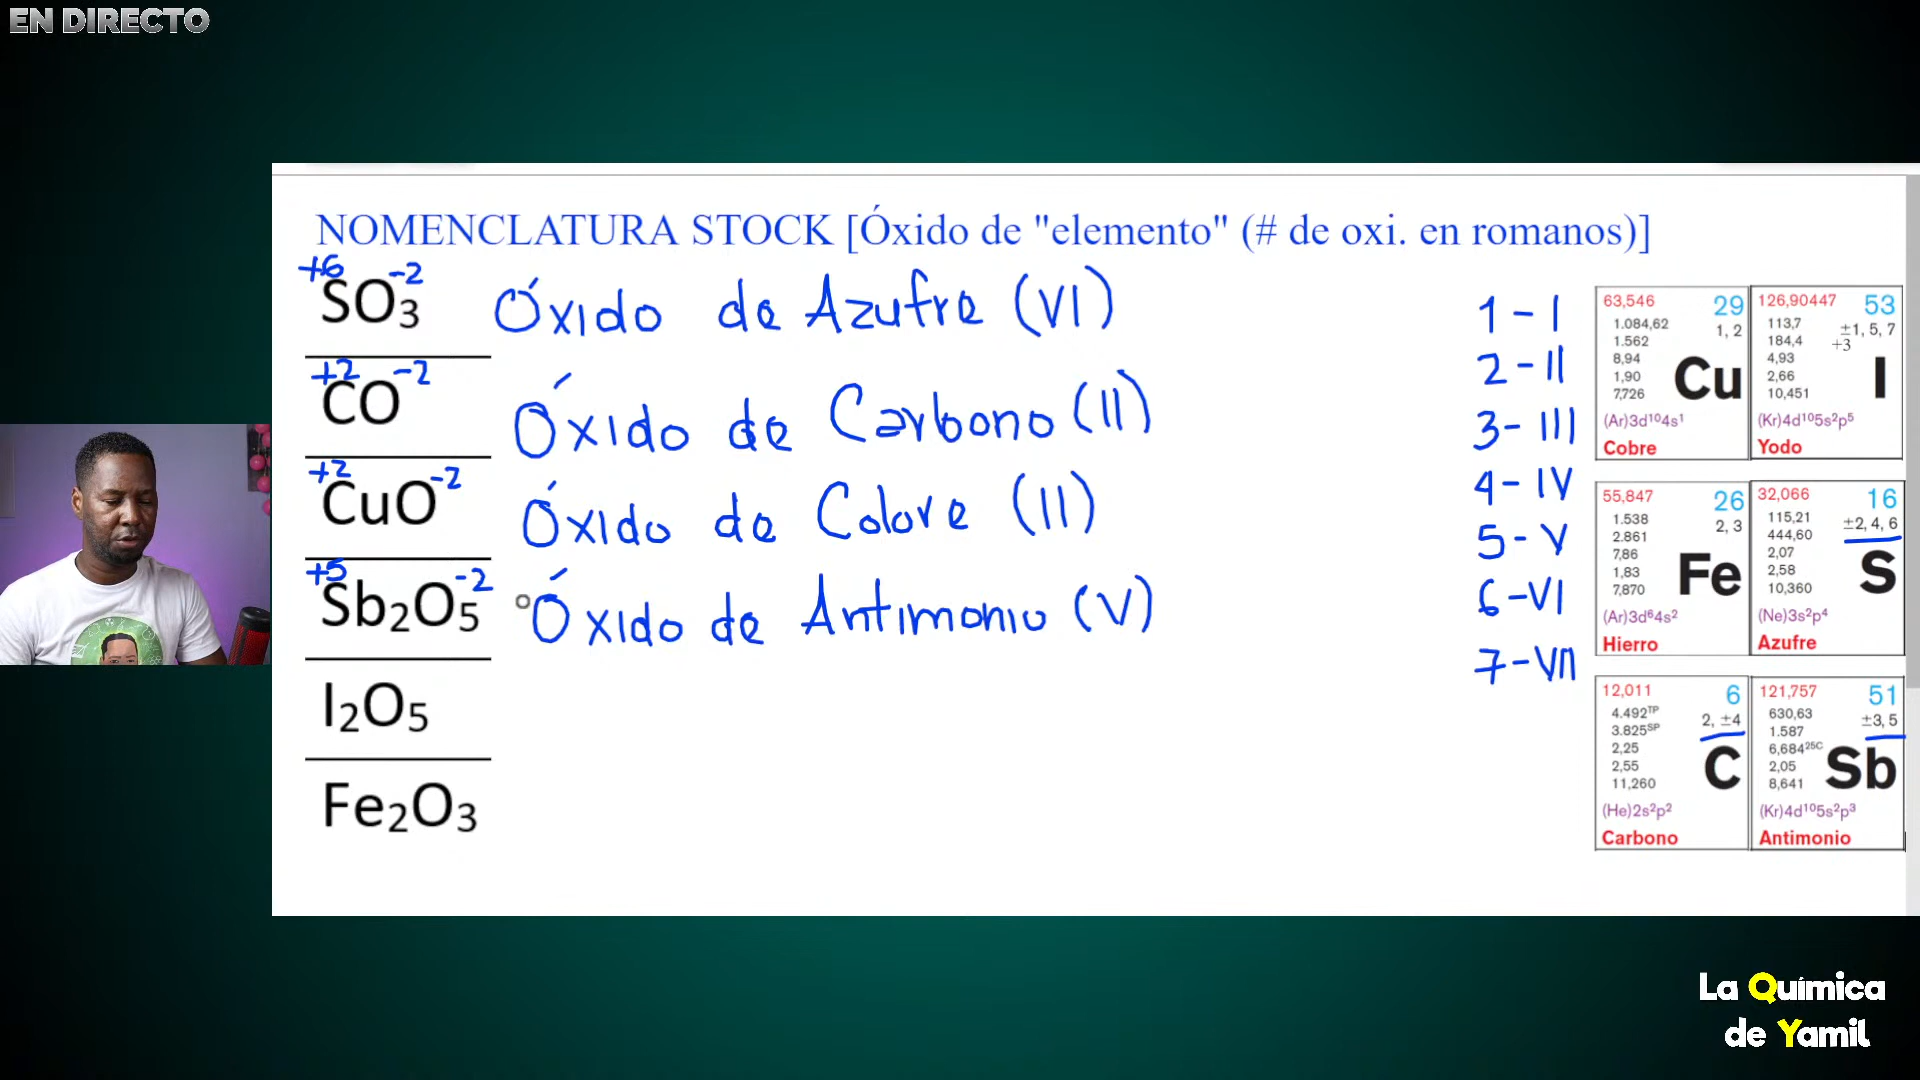 EN DIRECTO
NOMENCLATURA STOCK [Óxido de "elemento" (# de oxi. en romanos)]
+6 -2
SO₃ Óxido de Azufre (VI)
+2 -2
CO Óxido de Carbono (II)
+2 -2
CuO Óxido de Colore (II)
+5 -2
Sb₂O₅ Óxido de Antimonio (V)
I₂O₅
Fe₂O₃
1 - I
2 - II
3 - III
4 - IV
5 - V
6 - VI
7 - VII
63,546 29
1.084,62 1, 2
1.562
8,94
1,90
7,726
Cu
(Ar)3d¹⁰4s¹
Cobre
126,90447 53
113,7 ±1, 5, 7
184,4 +3
4,93
2,66
10,451
I
(Kr)4d¹⁰5s²p⁵
Yodo
55,847 26
1.538 2, 3
2.861
7,86
1,83
7,870
Fe
(Ar)3d⁶4s²
Hierro
32,066 16
115,21 ±2, 4, 6
444,60
2,07
2,58
10,360
S
(Ne)3s²p⁴
Azufre
12,011 6
4.492ᵀᴾ 2, ±4
3.825ˢᴾ
2,25
2,55
11,260
C
(He)2s²p²
Carbono
121,757 51
630,63 ±3, 5
1.587
6,684²⁵ᶜ
2,05
8,641
Sb
(Kr)4d¹⁰5s²p³
Antimonio
La Química
de Yamil